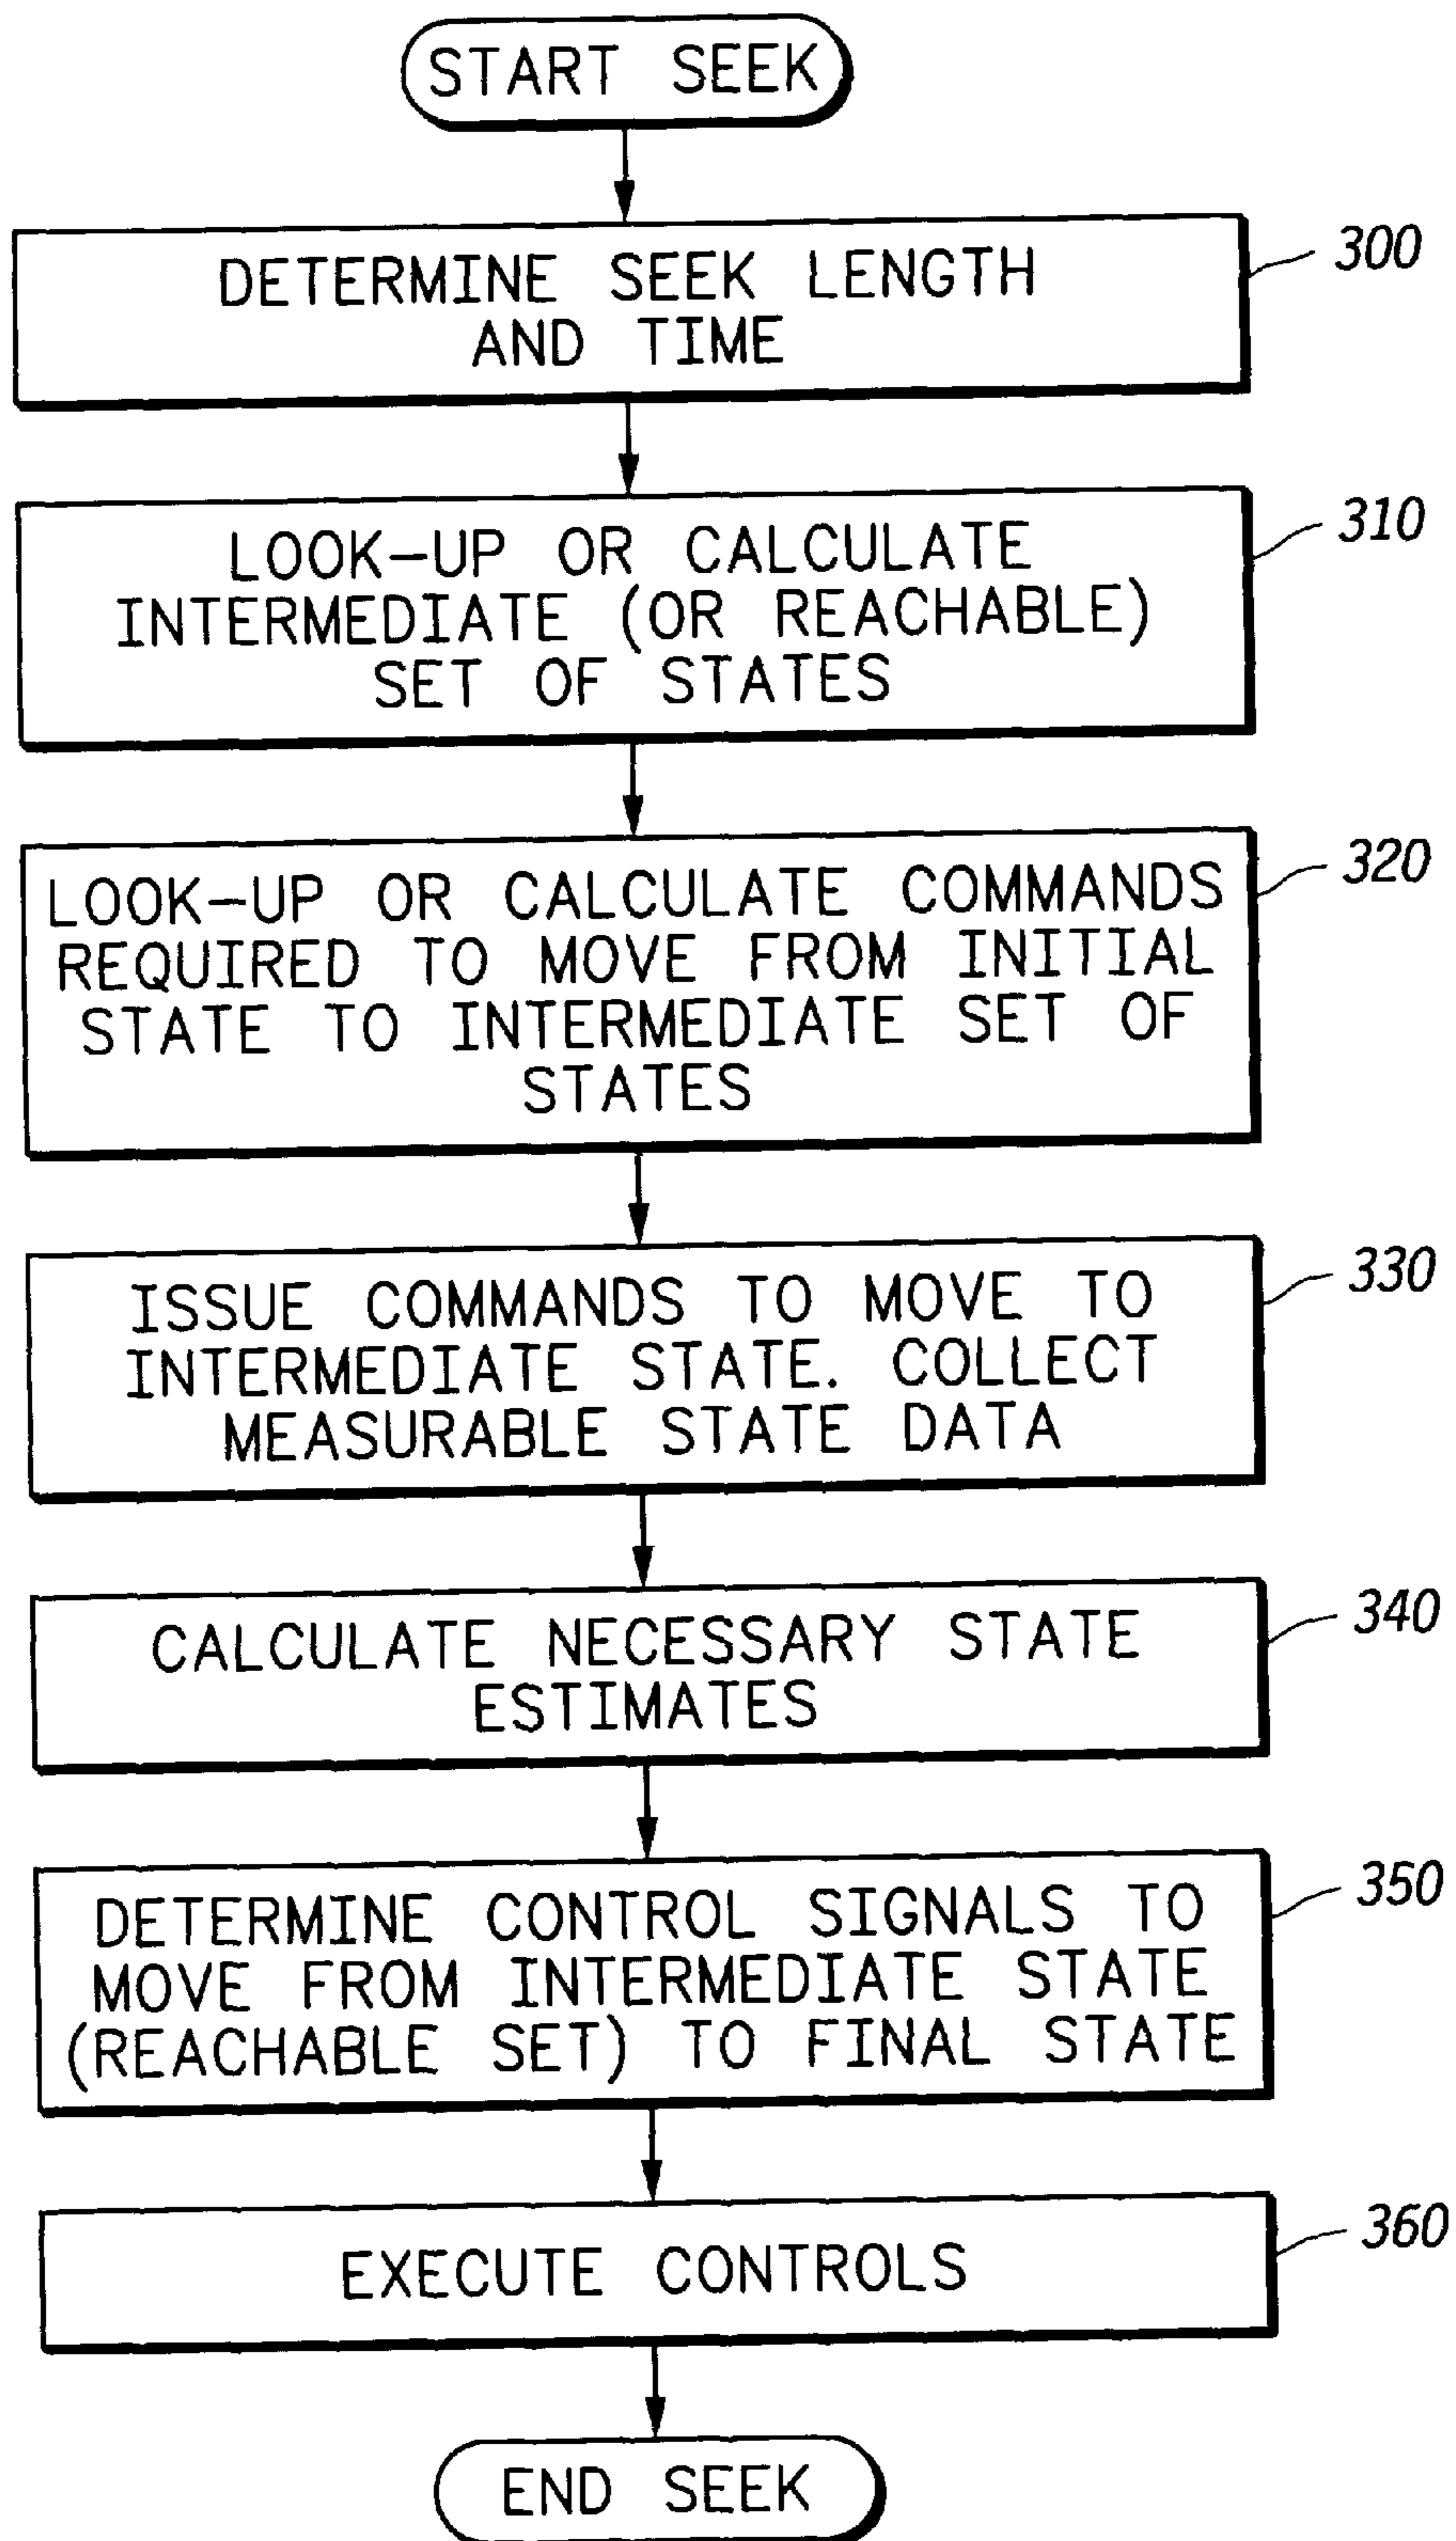 START SEEK
DETERMINE SEEK LENGTH
AND TIME
300
LOOK-UP OR CALCULATE
INTERMEDIATE (OR REACHABLE)
SET OF STATES
310
LOOK-UP OR CALCULATE COMMANDS
REQUIRED TO MOVE FROM INITIAL
STATE TO INTERMEDIATE SET OF
STATES
320
ISSUE COMMANDS TO MOVE TO
INTERMEDIATE STATE. COLLECT
MEASURABLE STATE DATA
330
CALCULATE NECESSARY STATE
ESTIMATES
340
DETERMINE CONTROL SIGNALS TO
MOVE FROM INTERMEDIATE STATE
(REACHABLE SET) TO FINAL STATE
350
EXECUTE CONTROLS
360
END SEEK